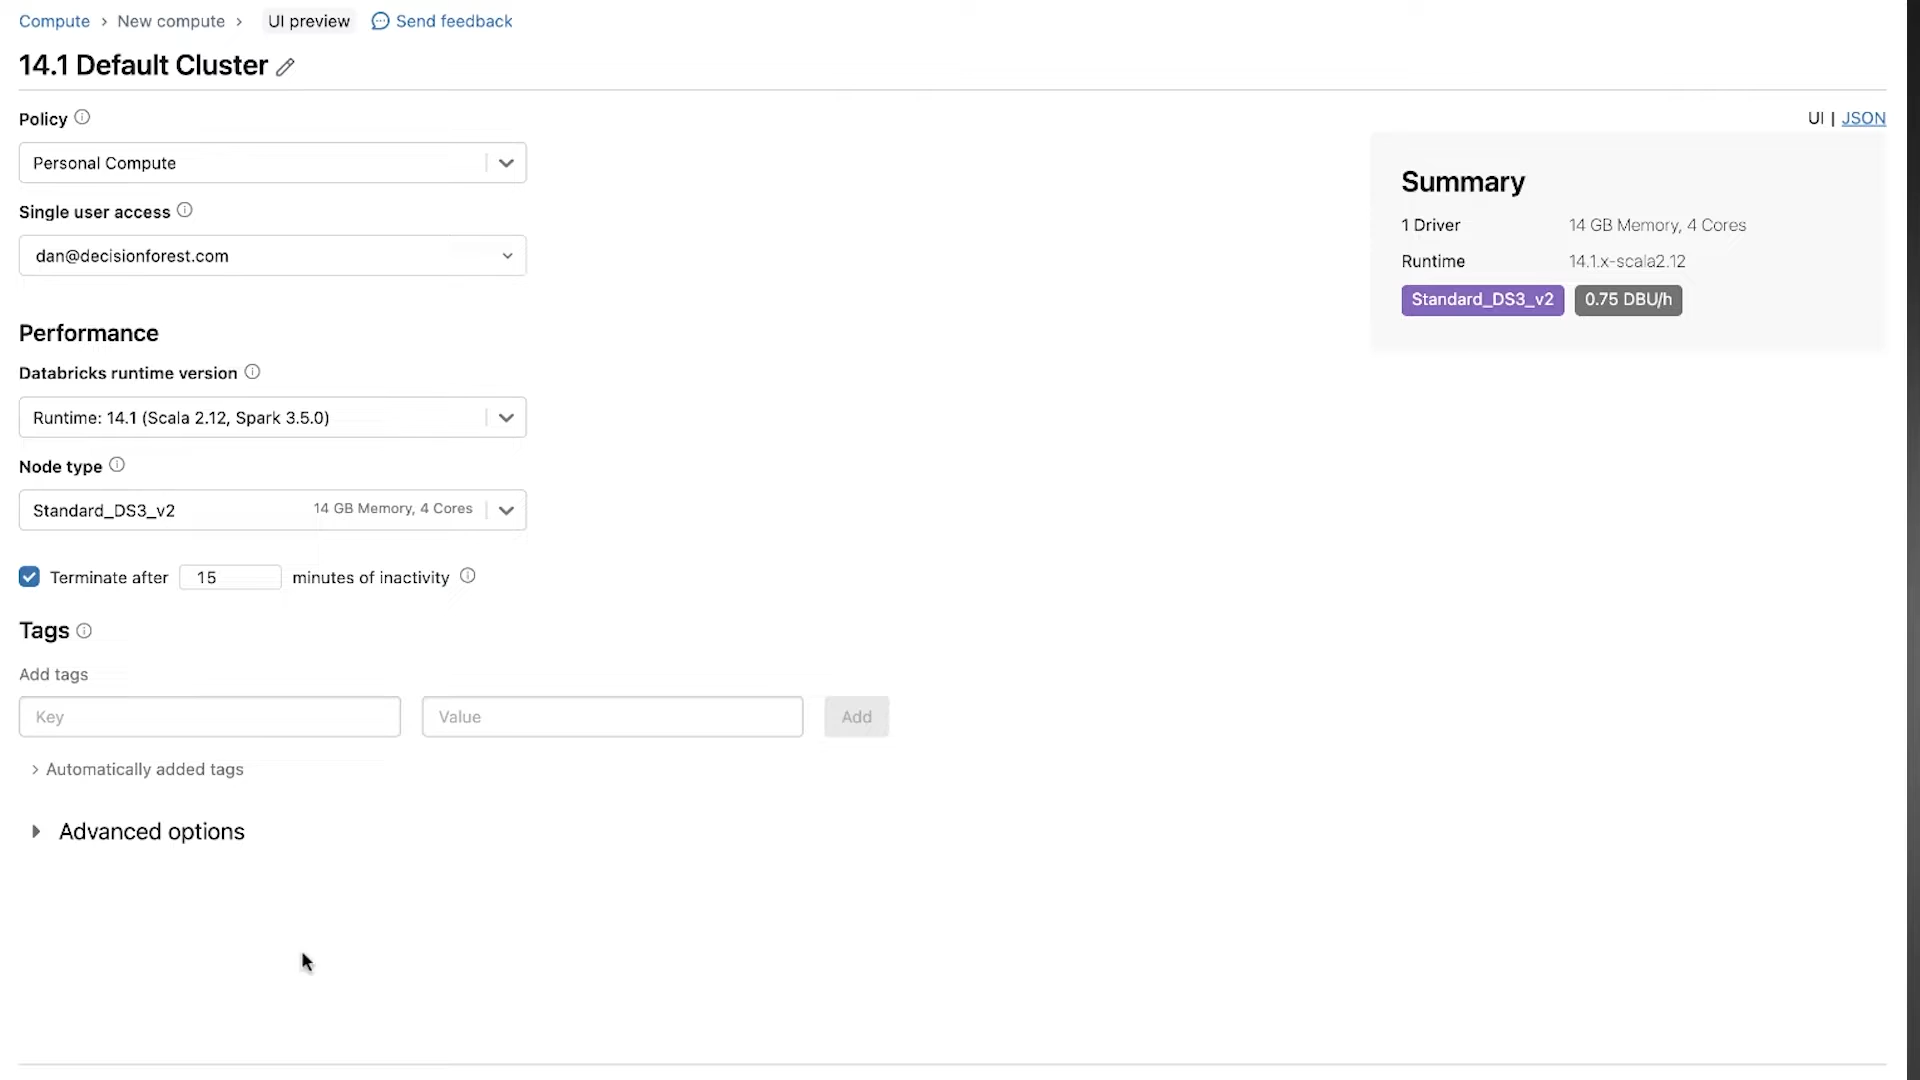 Compute > New compute > UI preview Send feedback
14.1 Default Cluster
Policy
UI | JSON
Personal Compute
Single user access
dan@decisionforest.com
Summary
1 Driver 14 GB Memory, 4 Cores
Runtime 14.1.x-scala2.12
Standard_DS3_v2 0.75 DBU/h
Performance
Databricks runtime version
Runtime: 14.1 (Scala 2.12, Spark 3.5.0)
Node type
Standard_DS3_v2 14 GB Memory, 4 Cores
Terminate after 15 minutes of inactivity
Tags
Add tags
Key Value Add
> Automatically added tags
Advanced options